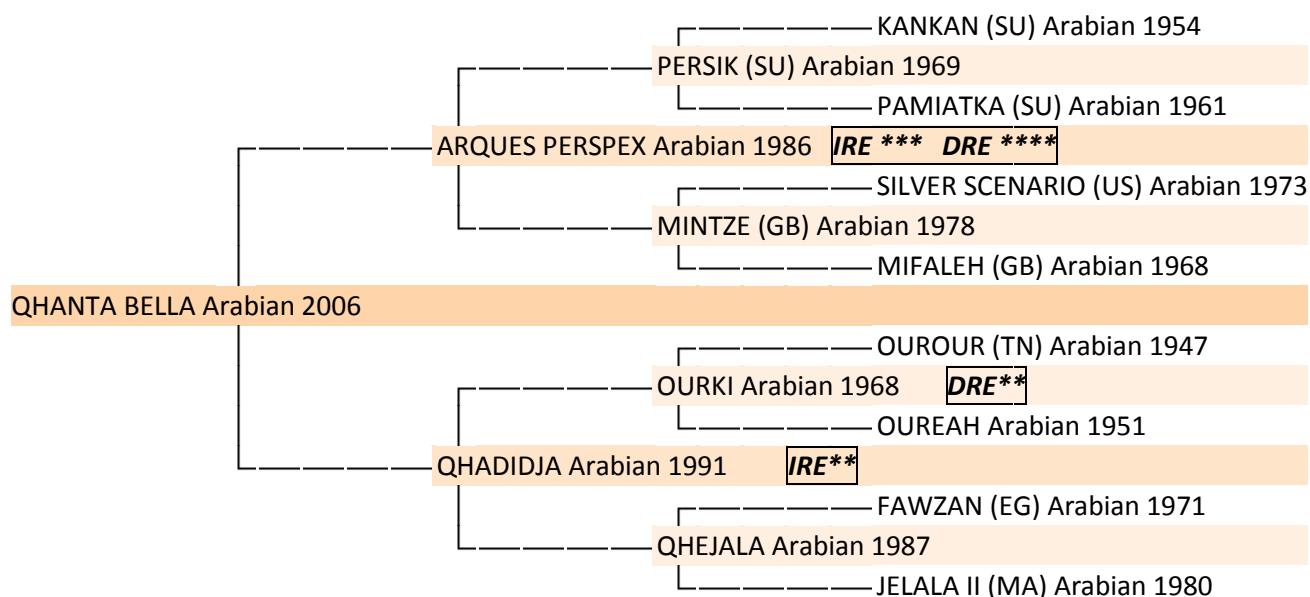 KANKAN (SU) Arabian 1954
PERSIK (SU) Arabian 1969
PAMIATKA (SU) Arabian 1961
ARQUES PERSPEX Arabian 1986 IRE *** DRE ****
SILVER SCENARIO (US) Arabian 1973
MINTZE (GB) Arabian 1978
MIFALEH (GB) Arabian 1968
QHANTA BELLA Arabian 2006
OUROUR (TN) Arabian 1947
OURKI Arabian 1968 DRE**
OUREAH Arabian 1951
QHADIDJA Arabian 1991 IRE**
FAWZAN (EG) Arabian 1971
QHEJALA Arabian 1987
JELALA II (MA) Arabian 1980